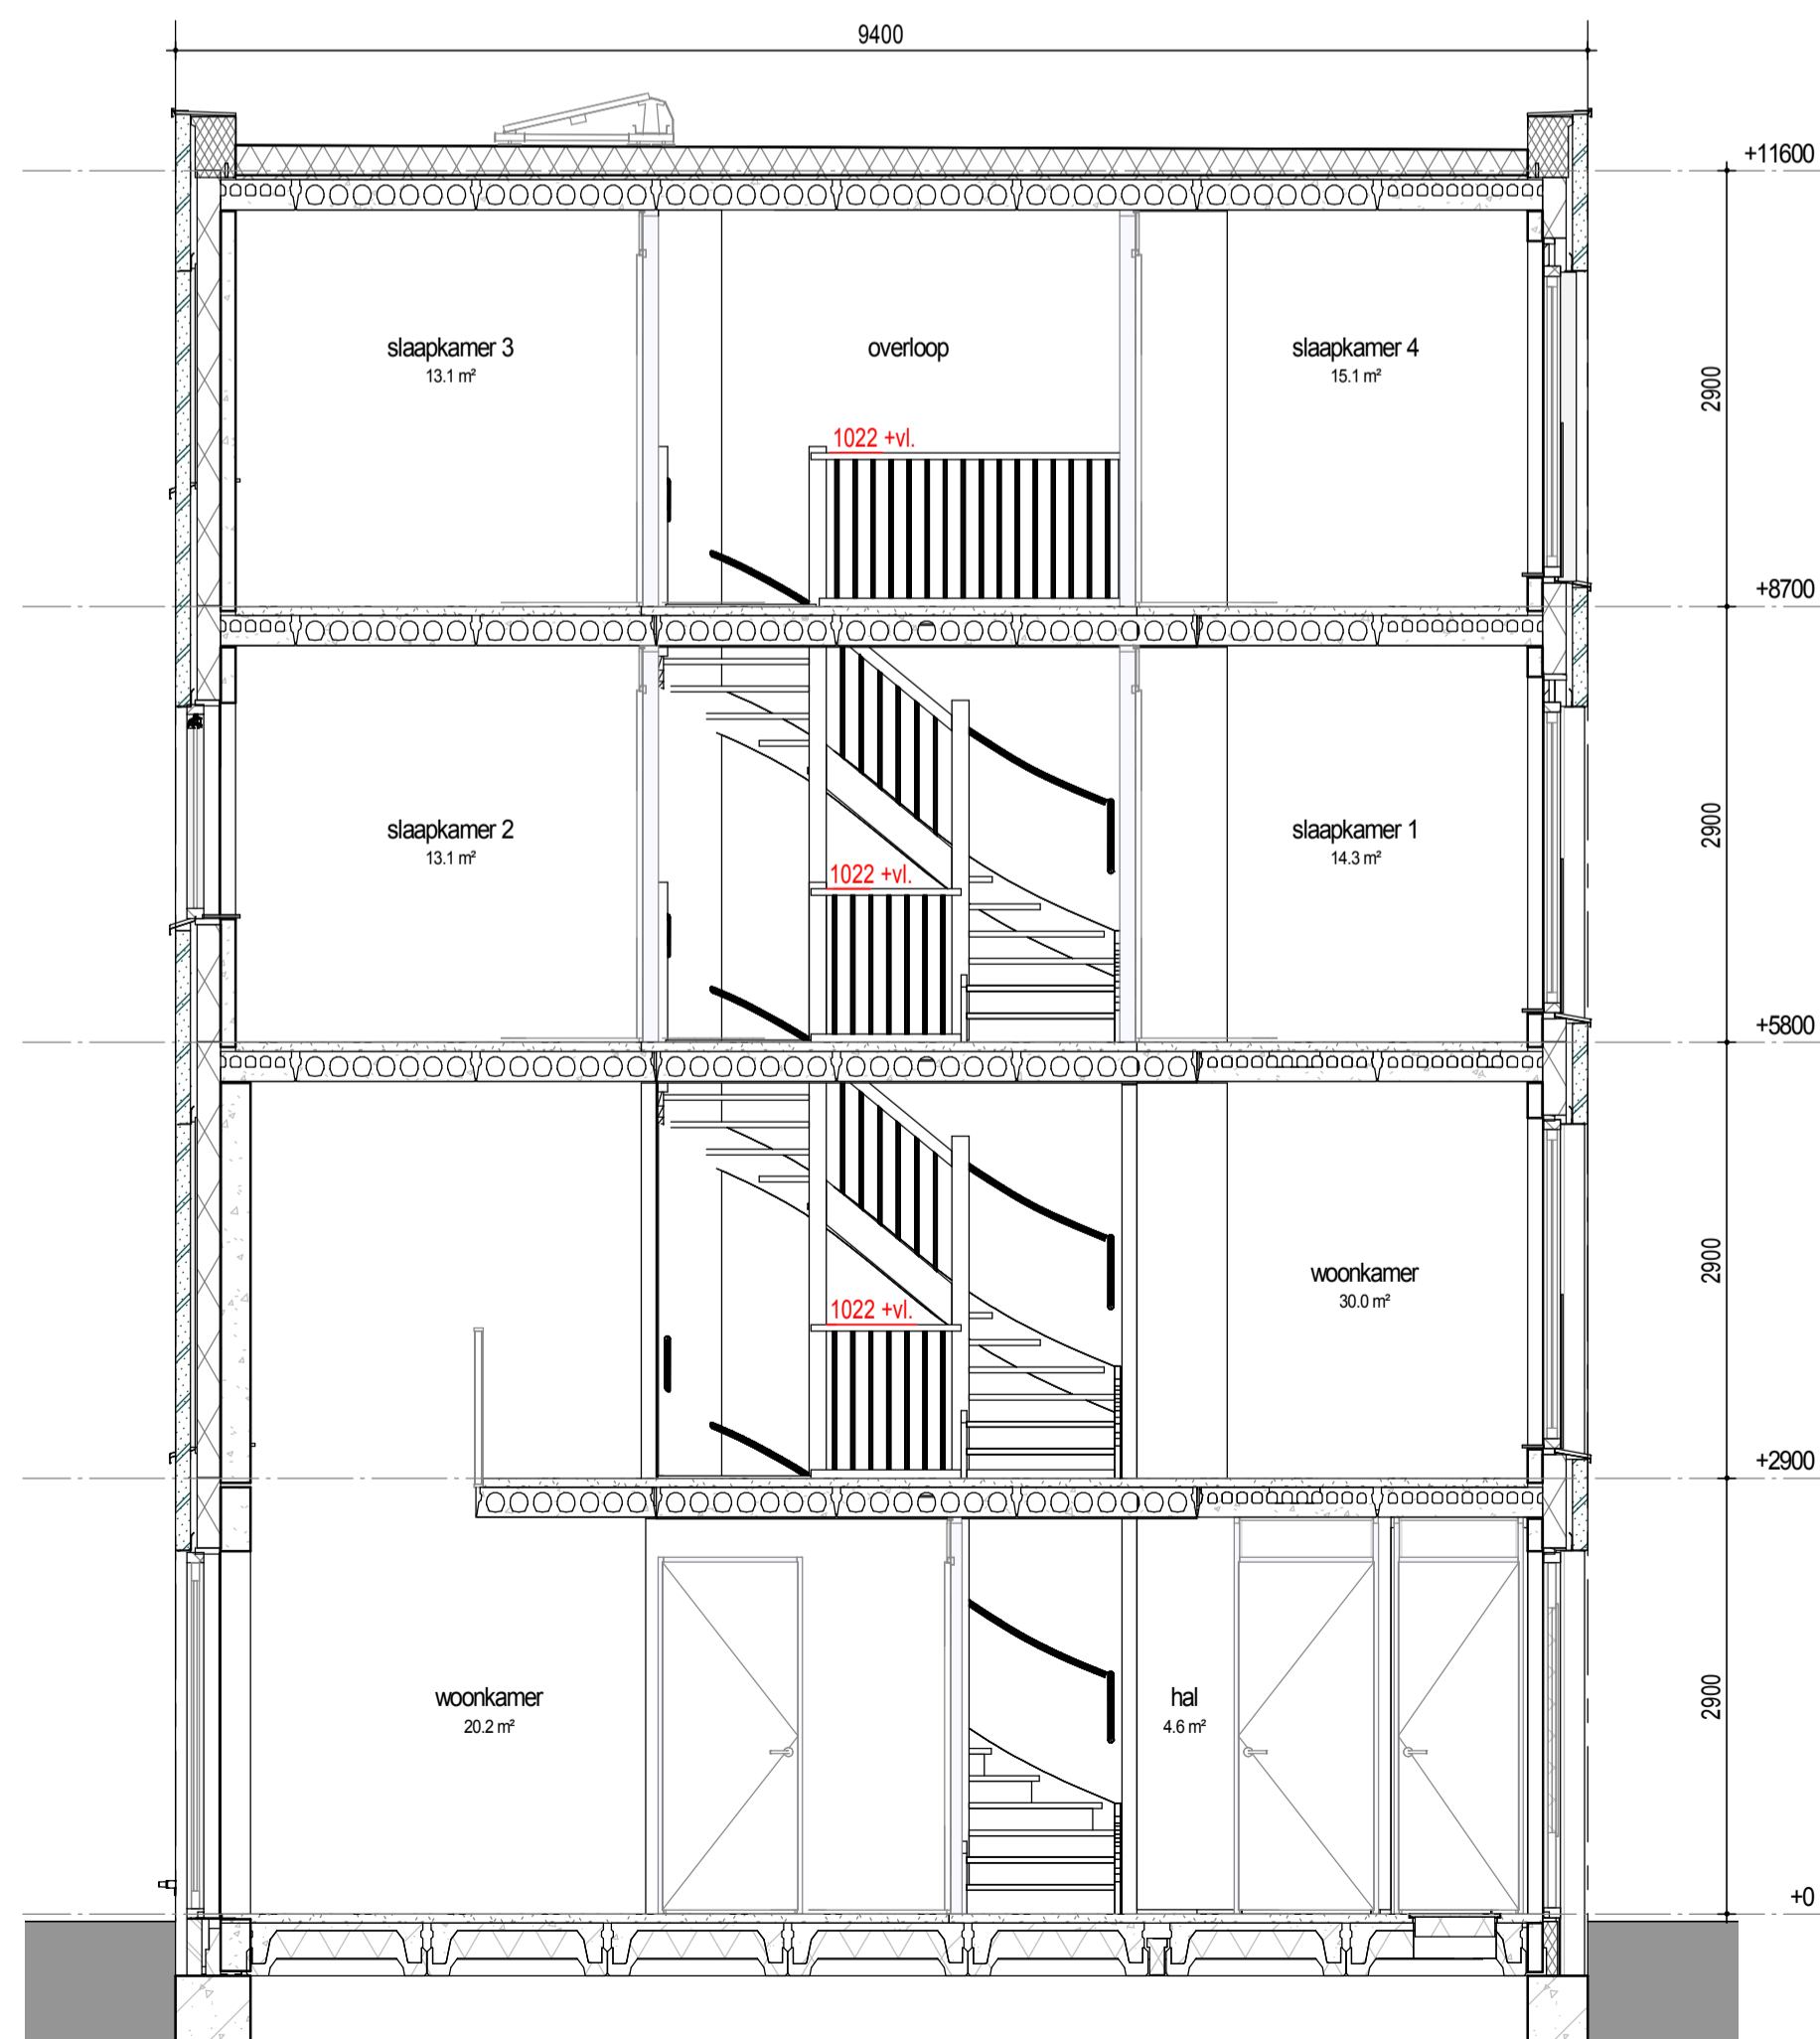 9400
+11600
slaapkamer 3
13.1 m²
overloop
slaapkamer 4
15.1 m²
2900
1022 +vl.
+8700
slaapkamer 2
13.1 m²
slaapkamer 1
14.3 m²
2900
1022 +vl.
+5800
woonkamer
30.0 m²
2900
1022 +vl.
+2900
woonkamer
20.2 m²
hal
4.6 m²
2900
+0